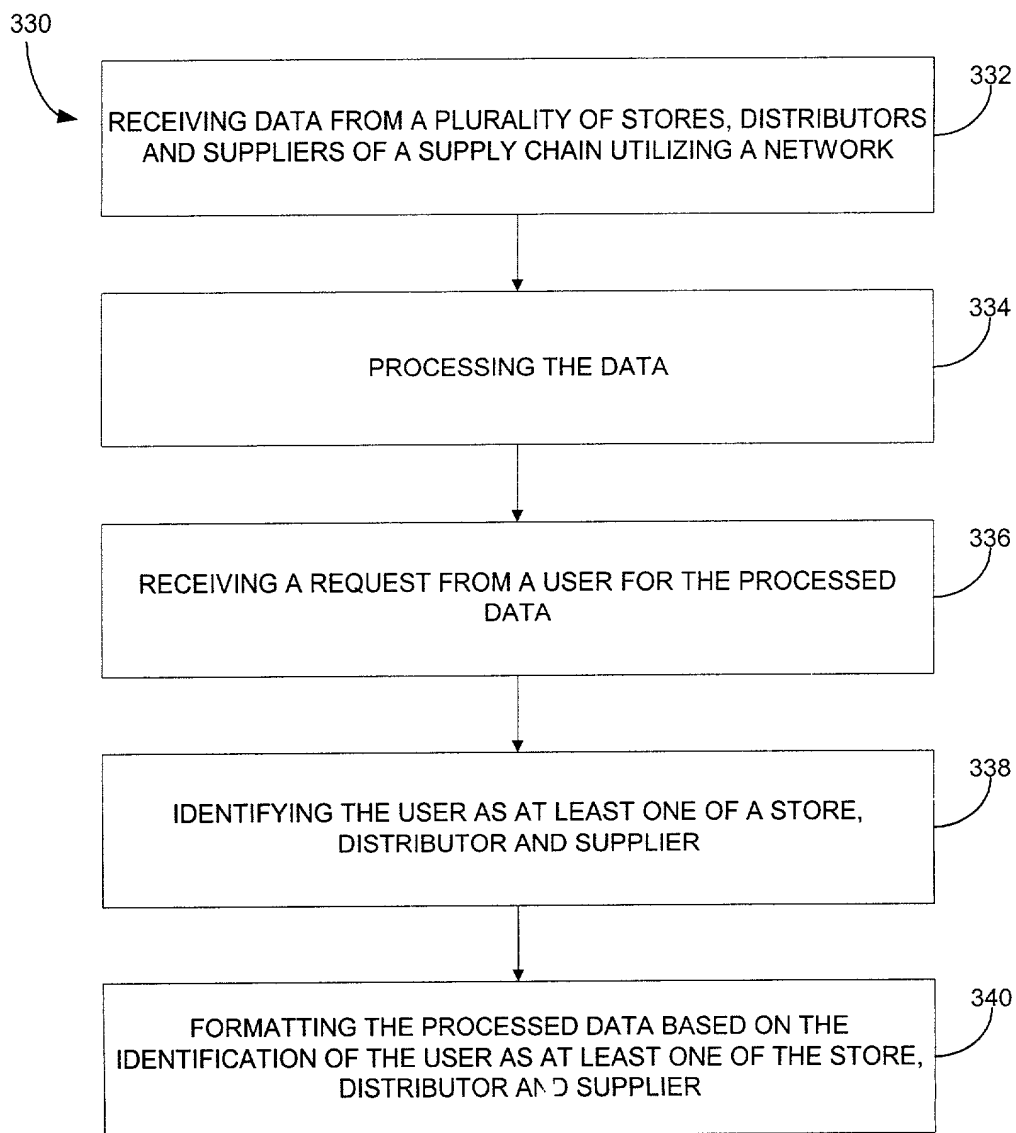 330
332
RECEIVING DATA FROM A PLURALITY OF STORES, DISTRIBUTORS
AND SUPPLIERS OF A SUPPLY CHAIN UTILIZING A NETWORK
334
PROCESSING THE DATA
336
RECEIVING A REQUEST FROM A USER FOR THE PROCESSED
DATA
338
IDENTIFYING THE USER AS AT LEAST ONE OF A STORE,
DISTRIBUTOR AND SUPPLIER
340
FORMATTING THE PROCESSED DATA BASED ON THE
IDENTIFICATION OF THE USER AS AT LEAST ONE OF THE STORE,
DISTRIBUTOR AND SUPPLIER